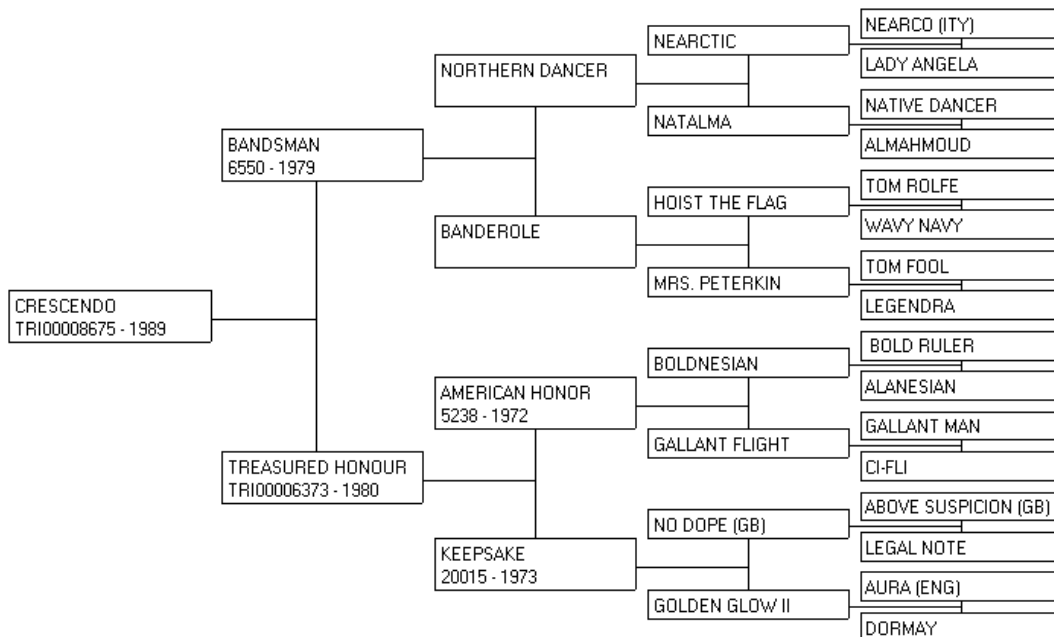 NEARCO (ITY)
NEARCTIC
LADY ANGELA
NORTHERN DANCER
NATIVE DANCER
NATALMA
ALMAHMOUD
BANDSMAN
6550 - 1979
TOM ROLFE
HOIST THE FLAG
WAVY NAVY
BANDEROLE
TOM FOOL
MRS. PETERKIN
LEGENDRA
CRESCENDO
TRI00008675 - 1989
BOLD RULER
BOLDNESIAN
ALANESIAN
AMERICAN HONOR
5238 - 1972
GALLANT MAN
GALLANT FLIGHT
CI-FLI
TREASURED HONOUR
TRI00006373 - 1980
ABOVE SUSPICION (GB)
NO DOPE (GB)
LEGAL NOTE
KEEPSAKE
20015 - 1973
AURA (ENG)
GOLDEN GLOW II
DORMAY